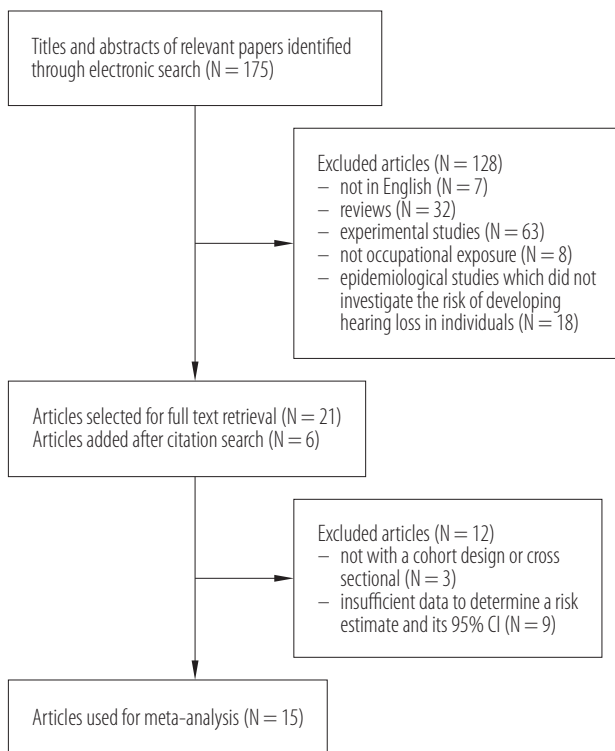 Titles and abstracts of relevant papers identified
through electronic search (N = 175)
Excluded articles (N = 128)
– not in English (N = 7)
– reviews (N = 32)
– experimental studies (N = 63)
– not occupational exposure (N = 8)
– epidemiological studies which did not
investigate the risk of developing
hearing loss in individuals (N = 18)
Articles selected for full text retrieval (N = 21)
Articles added after citation search (N = 6)
Excluded articles (N = 12)
– not with a cohort design or cross
sectional (N = 3)
– insufficient data to determine a risk
estimate and its 95% CI (N = 9)
Articles used for meta-analysis (N = 15)